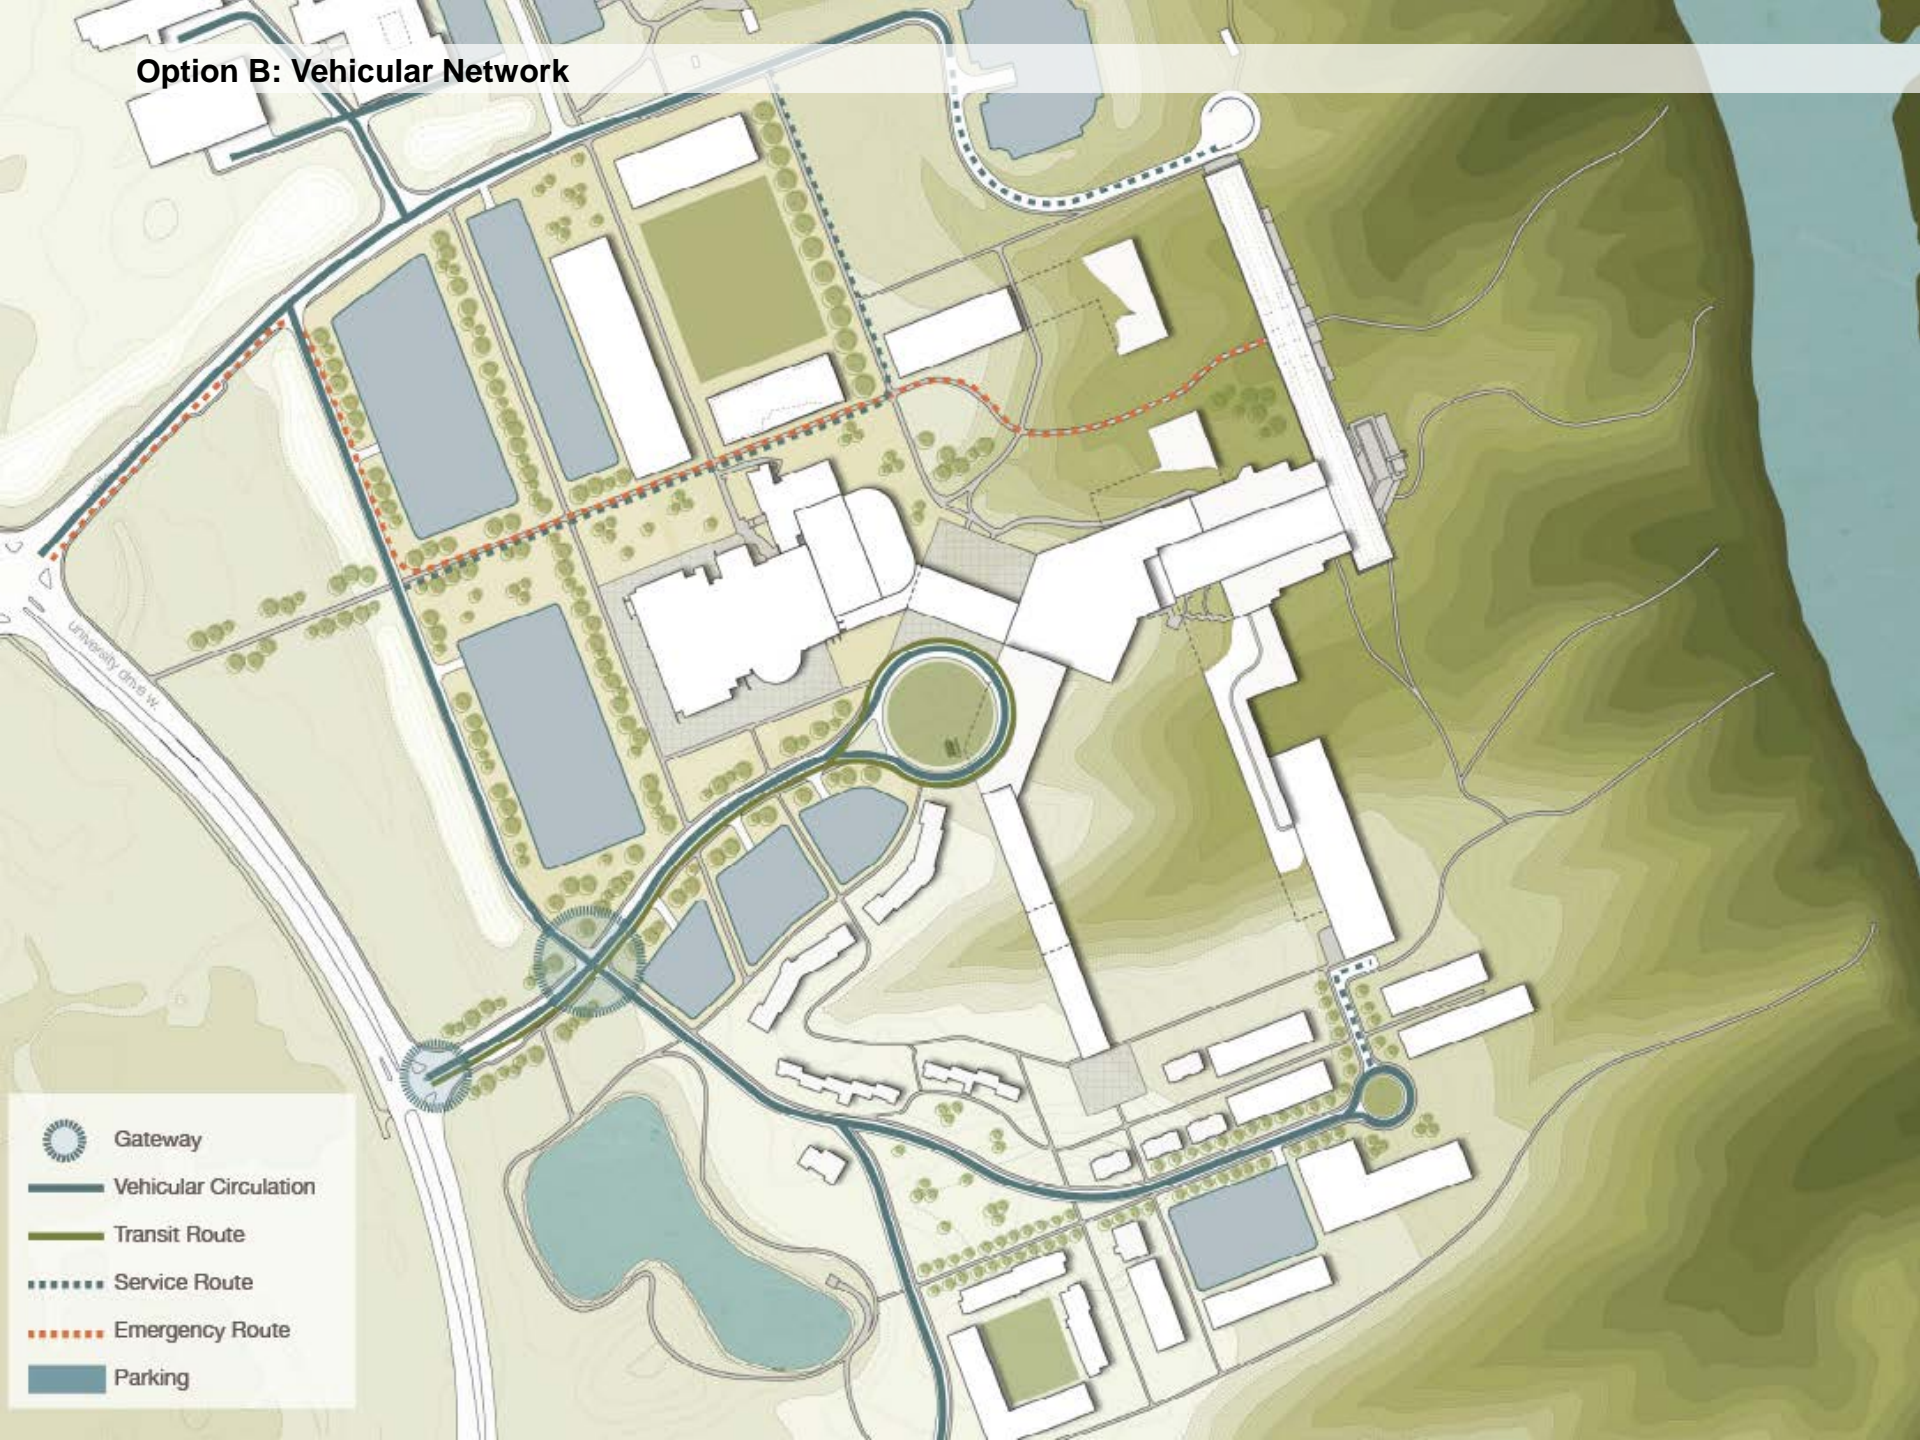 Option B: Vehicular Network
university drive w.
Gateway
Vehicular Circulation
Transit Route
Service Route
Emergency Route
Parking